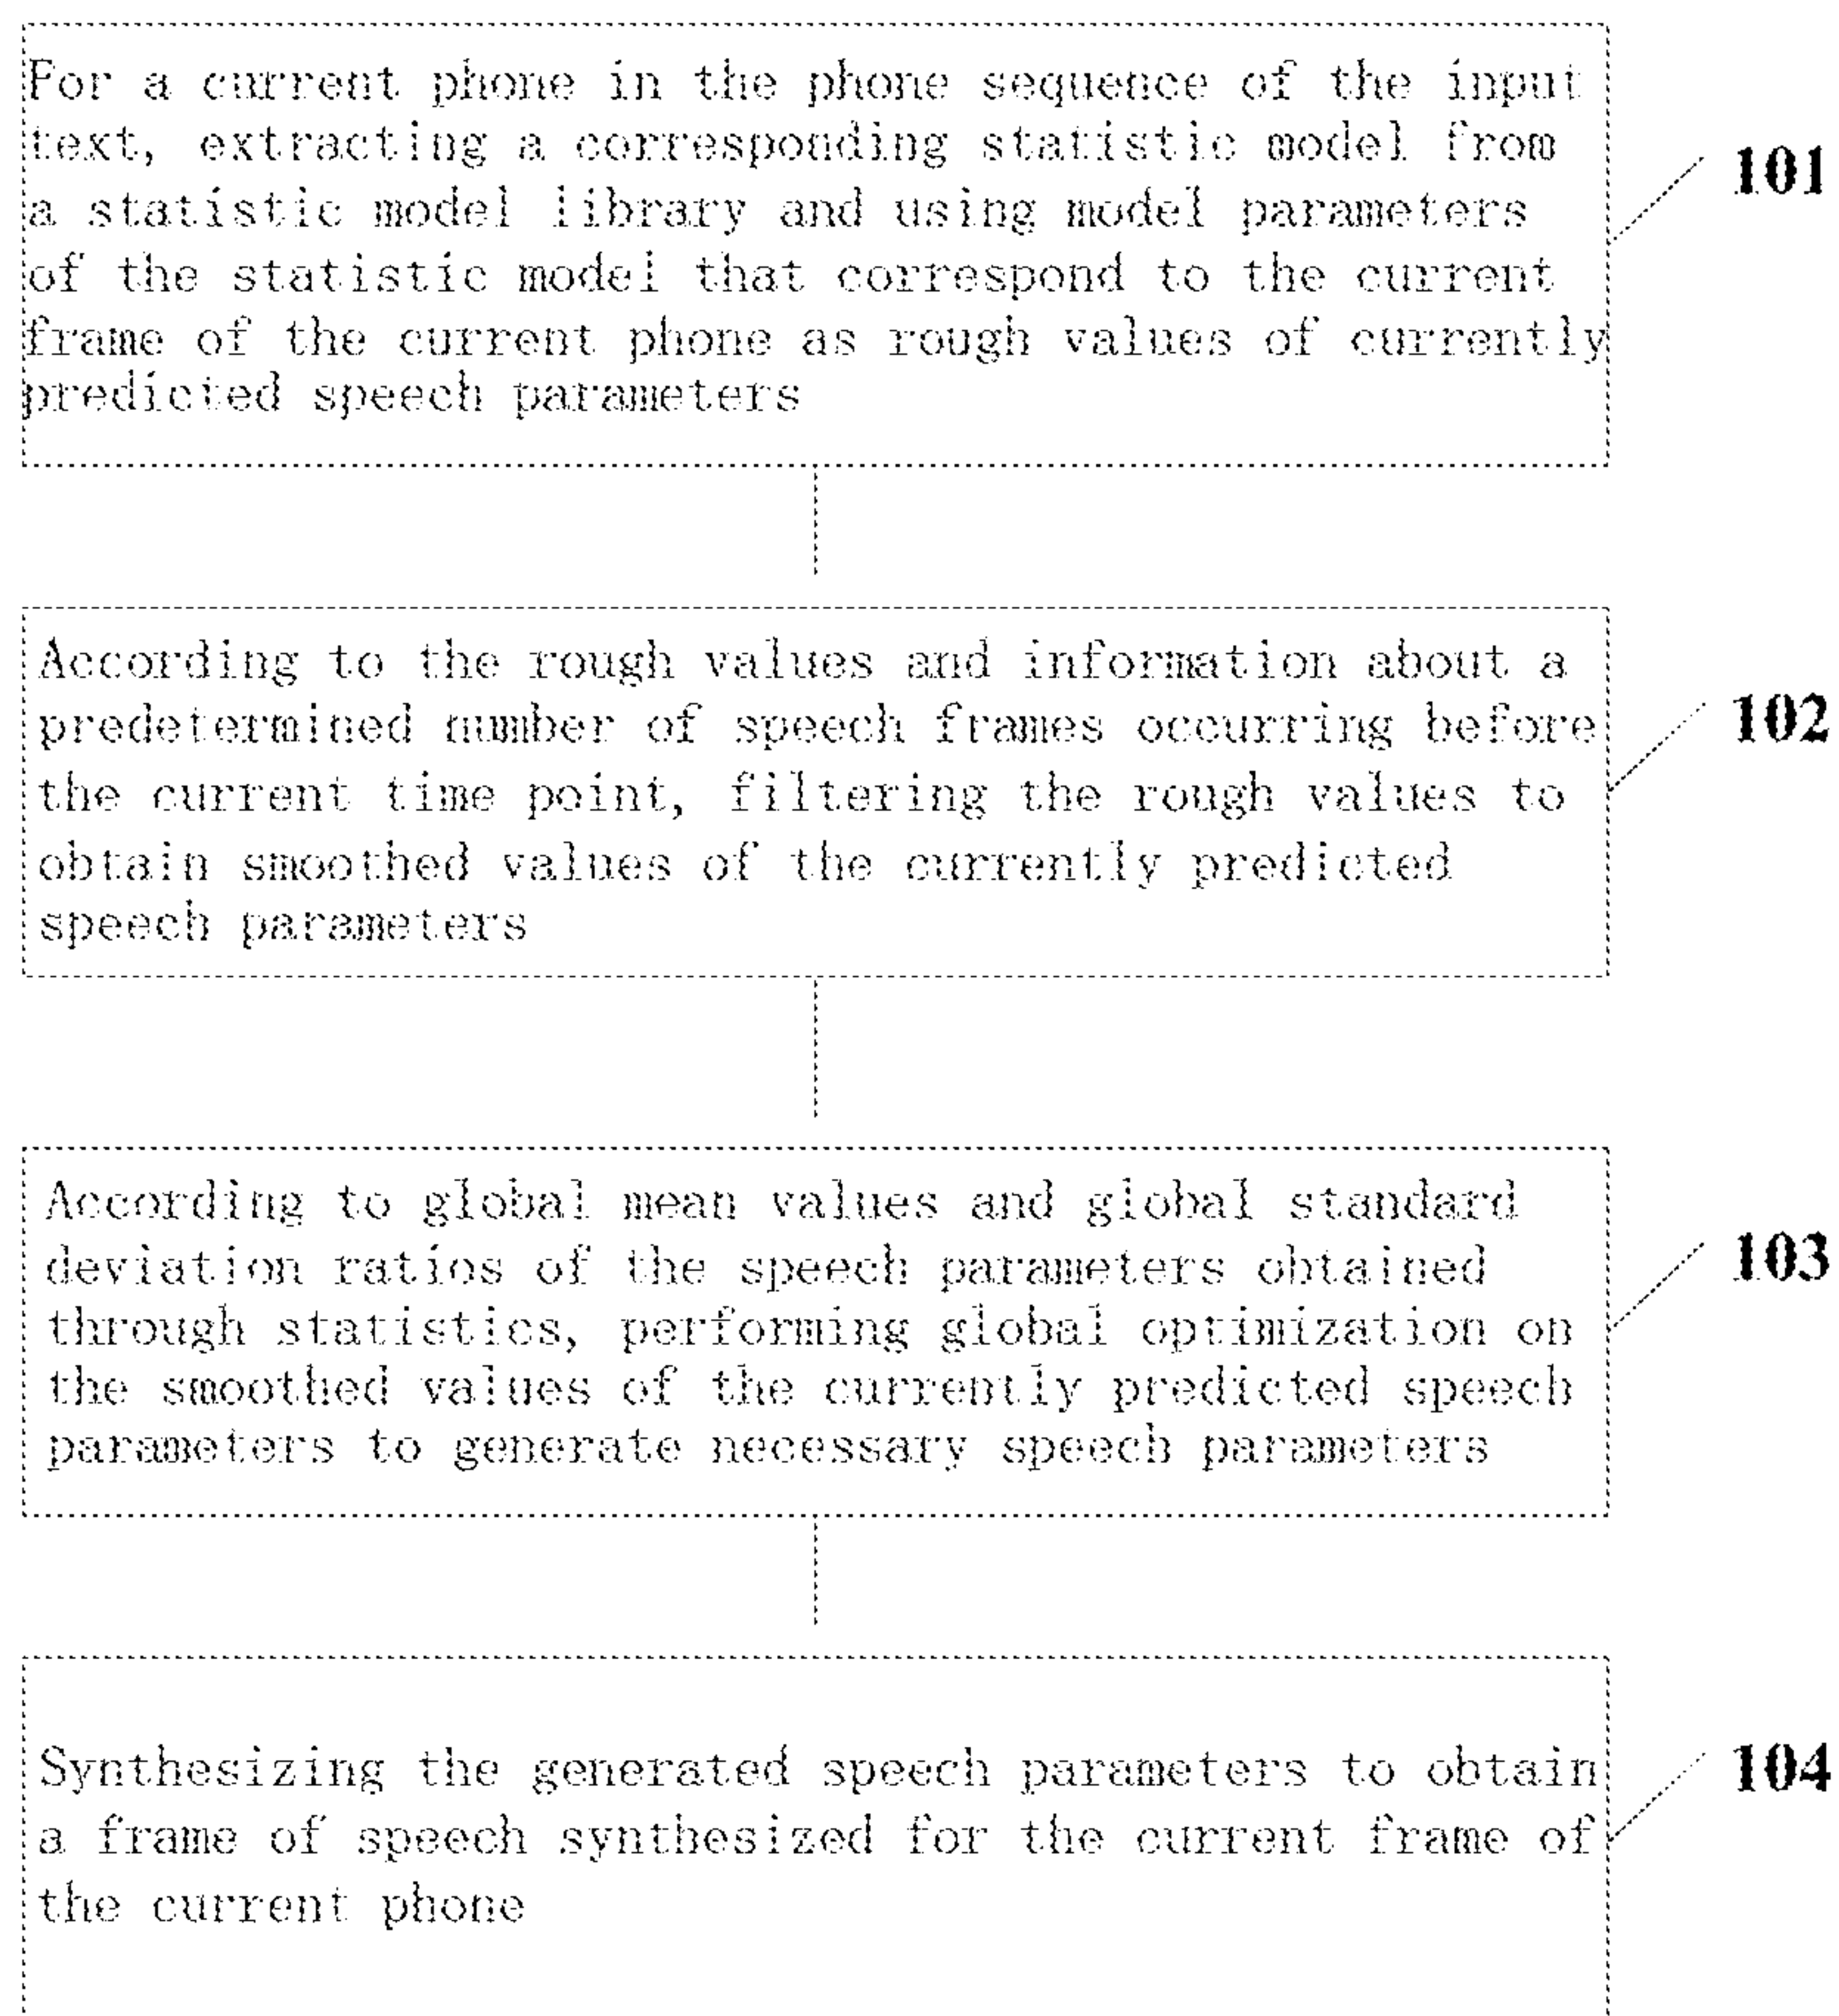 For a current phone in the phone sequence of the input
text, extracting a corresponding statistic model from
a statistic model library and using model parameters
of the statistic model that correspond to the current
frame of the current phone as rough values of currently
predicted speech parameters
101
According to the rough values and information about a
predetermined number of speech frames occurring before
the current time point, filtering the rough values to
obtain smoothed values of the currently predicted
speech parameters
102
According to global mean values and global standard
deviation ratios of the speech parameters obtained
through statistics, performing global optimization on
the smoothed values of the currently predicted speech
parameters to generate necessary speech parameters
103
Synthesizing the generated speech parameters to obtain
a frame of speech synthesized for the current frame of
the current phone
104